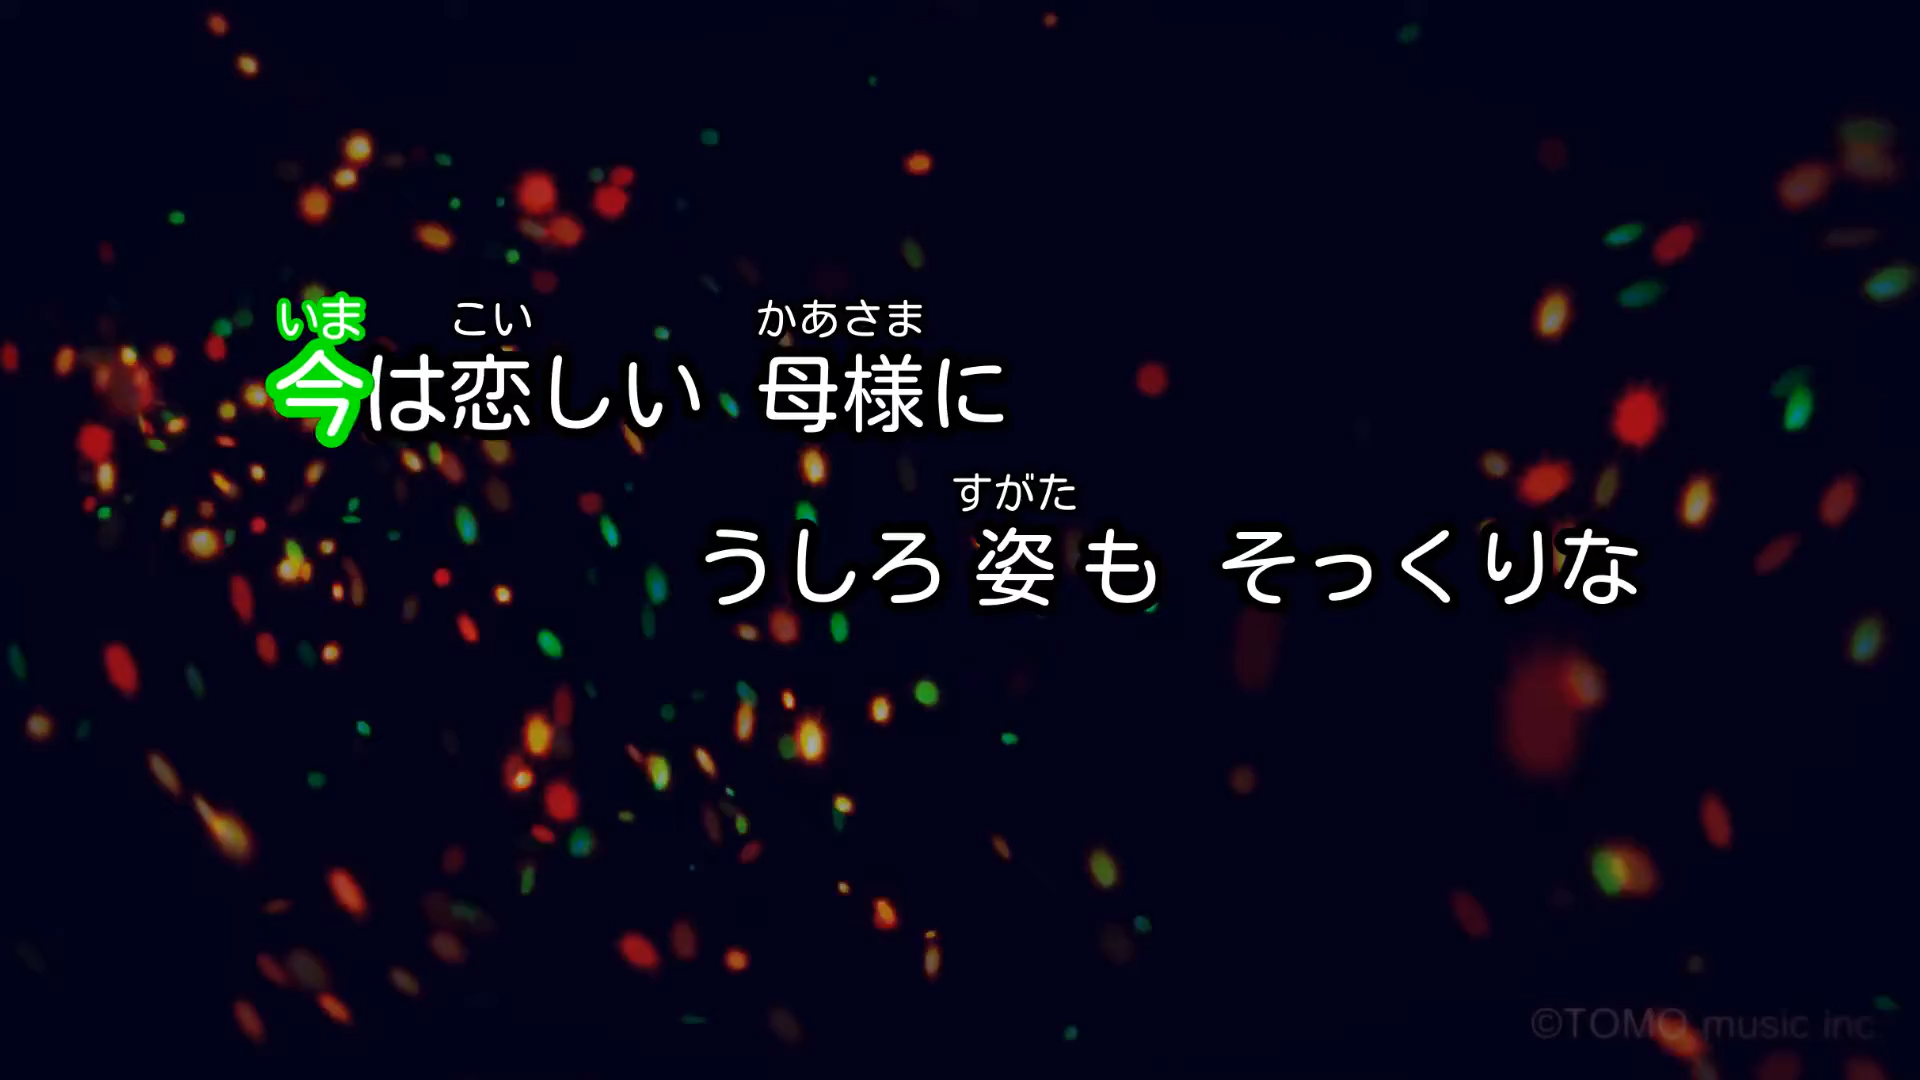 いま こい かあさま
今は恋しい 母様に
すがた
うしろ姿も そっくりな
©TOMO music inc.